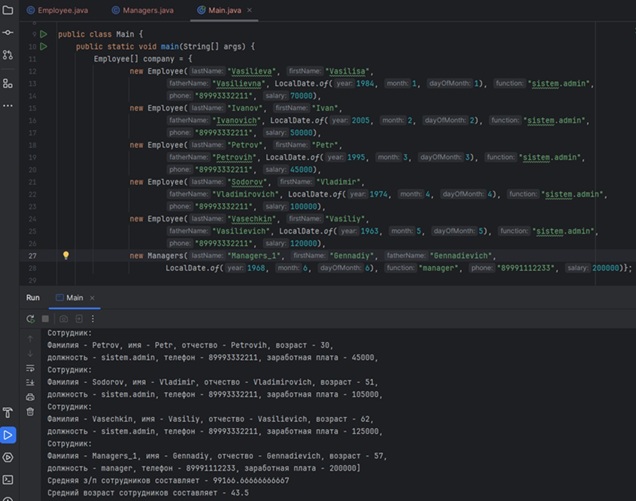 Employee.java
Managers.java
Main.java
9 public class Main {
10 public static void main(String[] args) {
11 Employee[] company = {
12 new Employee( lastName: "Vasilieva", firstName: "Vasilisa",
13 fatherName: "Vasilievna", LocalDate.of( year: 1984, month: 1, dayOfMonth: 1), function: "sistem.admin",
14 phone: "89993332211", salary: 70000),
15 new Employee( lastName: "Ivanov", firstName: "Ivan",
16 fatherName: "Ivanovich", LocalDate.of( year: 2005, month: 2, dayOfMonth: 2), function: "sistem.admin",
17 phone: "89993332211", salary: 50000),
18 new Employee( lastName: "Petrov", firstName: "Petr",
19 fatherName: "Petrovih", LocalDate.of( year: 1995, month: 3, dayOfMonth: 3), function: "sistem.admin",
20 phone: "89993332211", salary: 45000),
21 new Employee( lastName: "Sodorov", firstName: "Vladimir",
22 fatherName: "Vladimirovich", LocalDate.of( year: 1974, month: 4, dayOfMonth: 4), function: "sistem.admin",
23 phone: "89993332211", salary: 100000),
24 new Employee( lastName: "Vasechkin", firstName: "Vasiliy",
25 fatherName: "Vasilievich", LocalDate.of( year: 1963, month: 5, dayOfMonth: 5), function: "sistem.admin",
26 phone: "89993332211", salary: 120000),
27 new Managers( lastName: "Managers_1", firstName: "Gennadiy", fatherName: "Gennadievich",
28 LocalDate.of( year: 1968, month: 6, dayOfMonth: 6), function: "manager", phone: "89991112233", salary: 200000)};
29
Run Main
Сотрудник:
Фамилия - Petrov, имя - Petr, отчество - Petrovih, возраст - 30,
должность - sistem.admin, телефон - 89993332211, заработная плата - 45000,
Сотрудник:
Фамилия - Sodorov, имя - Vladimir, отчество - Vladimirovich, возраст - 51,
должность - sistem.admin, телефон - 89993332211, заработная плата - 105000,
Сотрудник:
Фамилия - Vasechkin, имя - Vasiliy, отчество - Vasilievich, возраст - 62,
должность - sistem.admin, телефон - 89993332211, заработная плата - 125000,
Сотрудник:
Фамилия - Managers_1, имя - Gennadiy, отчество - Gennadievich, возраст - 57,
должность - manager, телефон - 89991112233, заработная плата - 200000]
Средняя з/п сотрудников составляет - 99166.66666666667
Средний возраст сотрудников составляет - 43.5